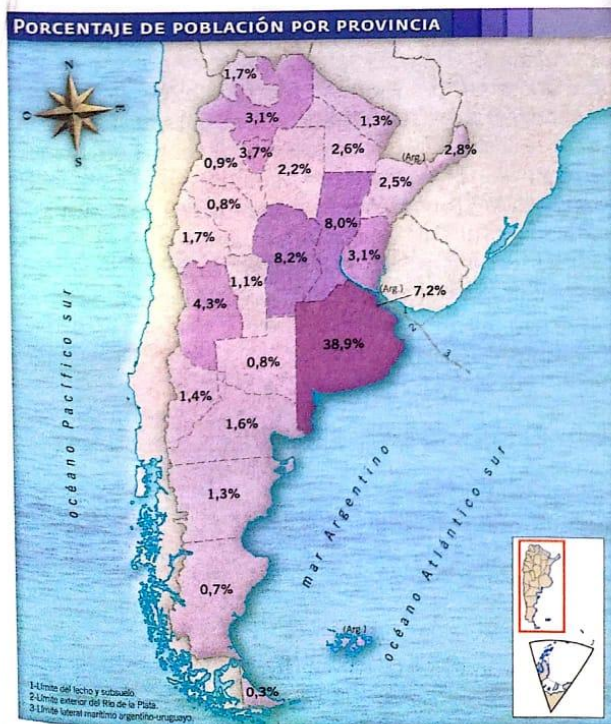 PORCENTAJE DE POBLACIÓN POR PROVINCIA
N
O
E
S
1,7%
3,1%
1,3%
3,7%
2,6%
2,8%
0,9%
2,2%
(Arg.)
2,5%
0,8%
8,0%
1,7%
8,2%
3,1%
1,1%
(Arg.)
7,2%
4,3%
1
2
3
38,9%
0,8%
1,4%
1,6%
1,3%
0,7%
(Arg.)
0,3%
océano Pacífico sur
mar Argentino
océano Atlántico sur
1-Límite del lecho y subsuelo.
2-Límite exterior del Río de la Plata.
3-Límite lateral marítimo argentino-uruguayo.